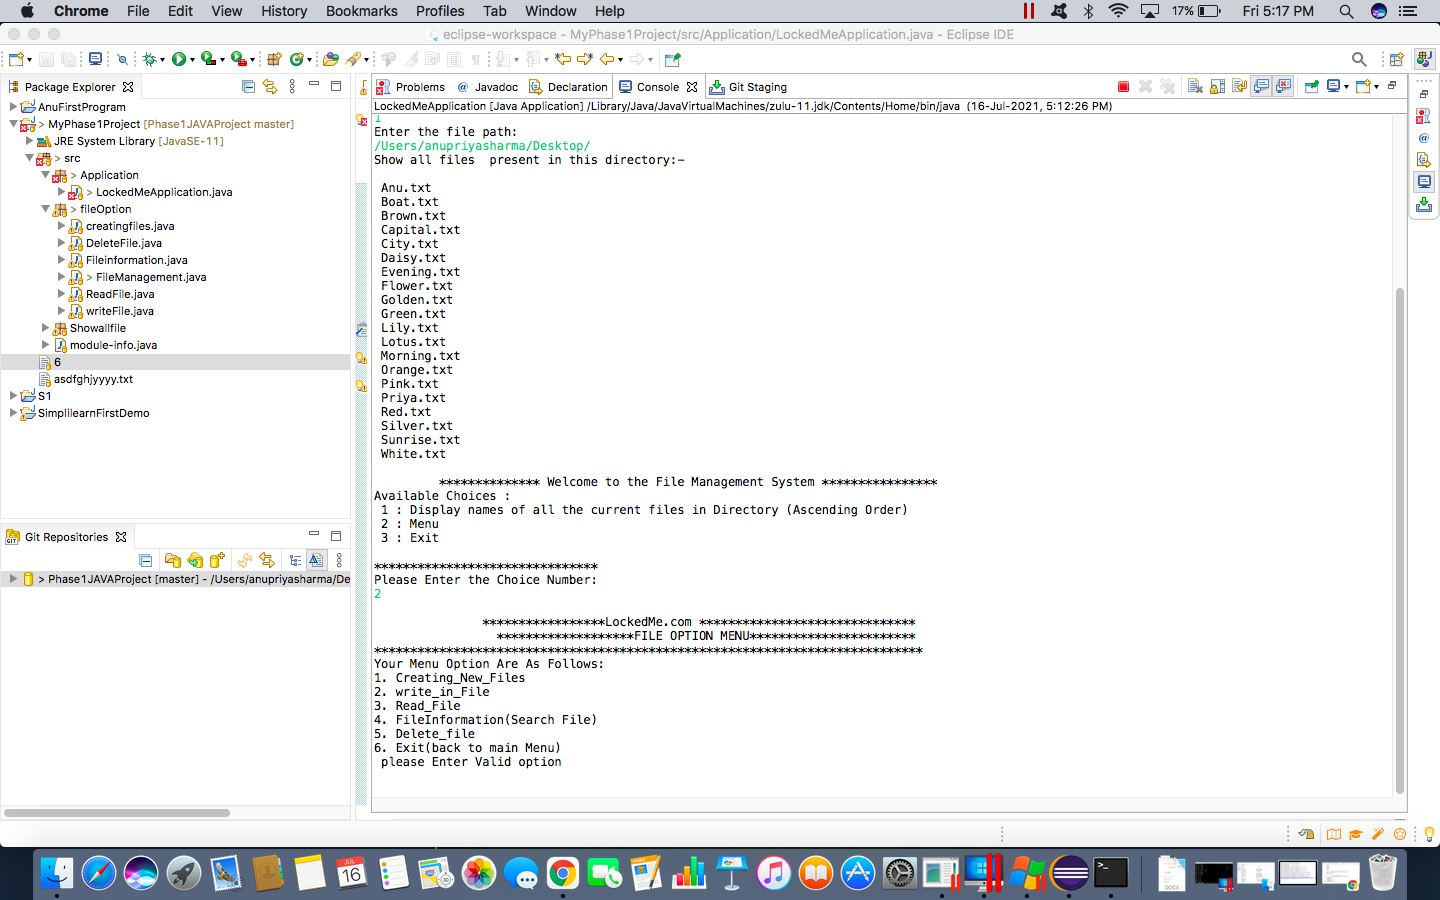 Chrome File Edit View History Bookmarks Profiles Tab Window Help 17% Fri 5:17 PM
eclipse-workspace - MyPhase1Project/src/Application/LockedMeApplication.java - Eclipse IDE
Package Explorer
AnuFirstProgram
> MyPhase1Project [Phase1JAVAProject master]
JRE System Library [JavaSE-11]
> src
> Application
> LockedMeApplication.java
> fileOption
creatingfiles.java
DeleteFile.java
Fileinformation.java
> FileManagement.java
ReadFile.java
writeFile.java
Showallfile
module-info.java
6
asdfghjyyyy.txt
S1
SimplilearnFirstDemo
Git Repositories
> Phase1JAVAProject [master] - /Users/anupriyasharma/De
Problems @ Javadoc Declaration Console Git Staging
LockedMeApplication [Java Application] /Library/Java/JavaVirtualMachines/zulu-11.jdk/Contents/Home/bin/java (16-Jul-2021, 5:12:26 PM)
1
Enter the file path:
/Users/anupriyasharma/Desktop/
Show all files  present in this directory:-
Anu.txt
Boat.txt
Brown.txt
Capital.txt
City.txt
Daisy.txt
Evening.txt
Flower.txt
Golden.txt
Green.txt
Lily.txt
Lotus.txt
Morning.txt
Orange.txt
Pink.txt
Priya.txt
Red.txt
Silver.txt
Sunrise.txt
White.txt
************** Welcome to the File Management System ****************
Available Choices :
1 : Display names of all the current files in Directory (Ascending Order)
2 : Menu
3 : Exit
*******************************
Please Enter the Choice Number:
2
*****************LockedMe.com ******************************
*******************FILE OPTION MENU***********************
****************************************************************************
Your Menu Option Are As Follows:
1. Creating_New_Files
2. write_in_File
3. Read_File
4. FileInformation(Search File)
5. Delete_file
6. Exit(back to main Menu)
please Enter Valid option
JUL
16
DOCX